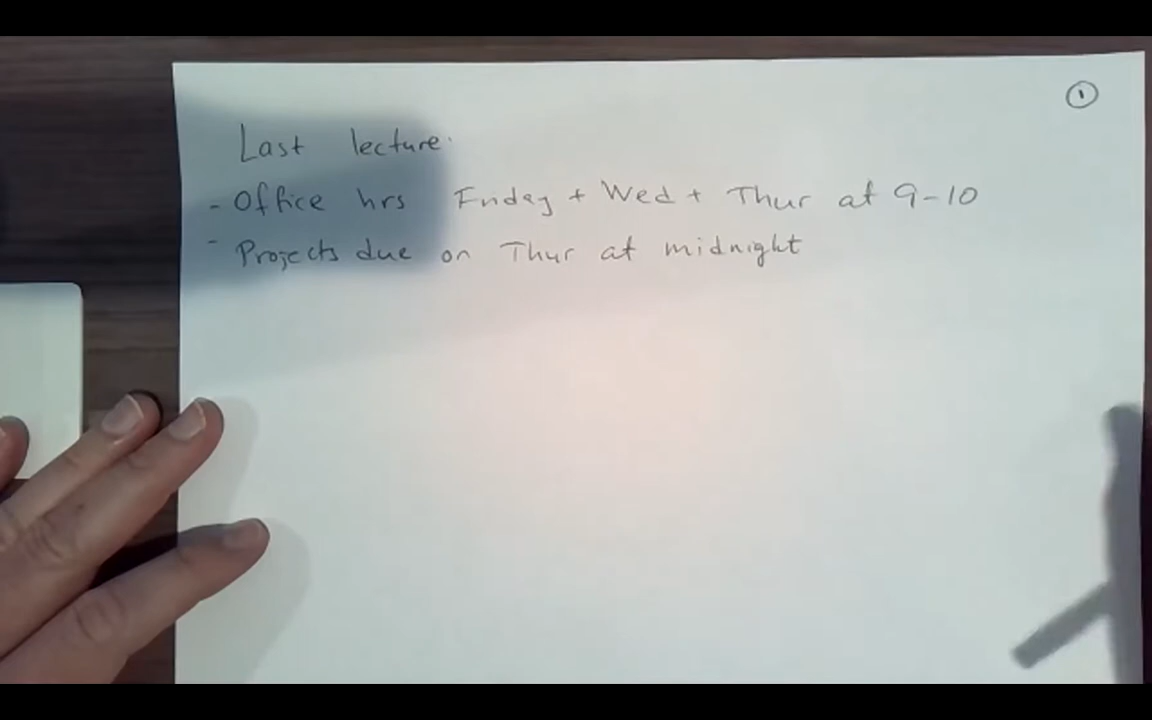 ①
Last lecture:
- Office hrs Friday + Wed + Thur at 9-10
- Projects due on Thur at midnight